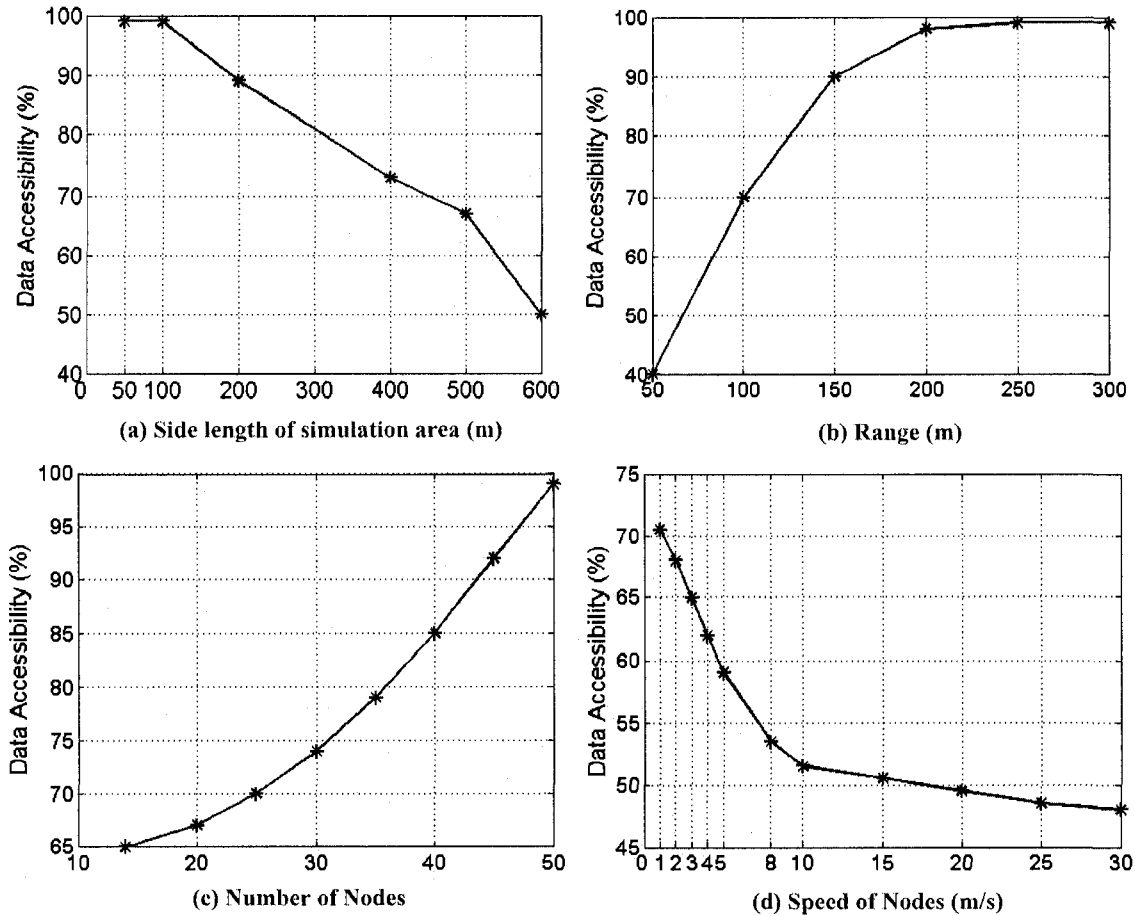 100
90
80
70
60
50
40
Data Accessibility (%)
0 50 100 200 300 400 500 600
(a) Side length of simulation area (m)
100
90
80
70
60
50
40
Data Accessibility (%)
50 100 150 200 250 300
(b) Range (m)
100
95
90
85
80
75
70
65
Data Accessibility (%)
10 20 30 40 50
(c) Number of Nodes
75
70
65
60
55
50
45
Data Accessibility (%)
0 1 2 3 4 5 8 10 15 20 25 30
(d) Speed of Nodes (m/s)